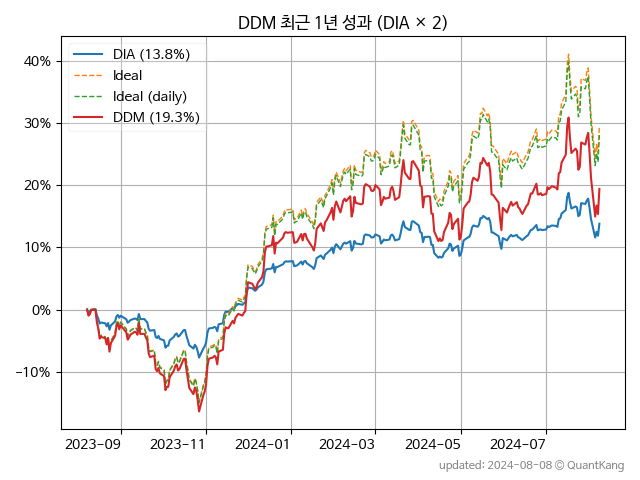 DDM 최근 1년 성과 (DIA × 2)
DIA (13.8%)
Ideal
Ideal (daily)
DDM (19.3%)
40%
30%
20%
10%
0%
−10%
2023-09
2023-11
2024-01
2024-03
2024-05
2024-07
updated: 2024-08-08 © QuantKang